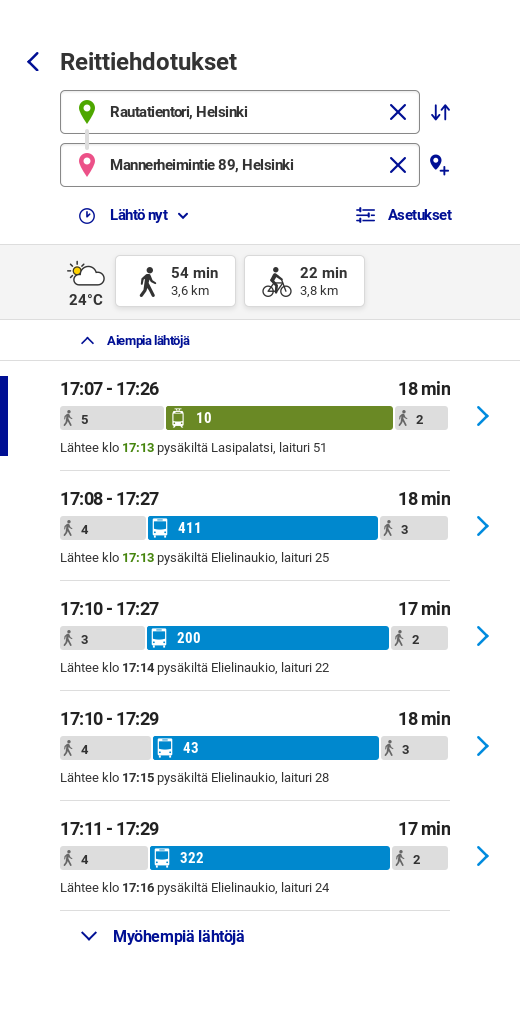 Reittiehdotukset
Rautatientori, Helsinki
Mannerheimintie 89, Helsinki
Lähtö nyt Asetukset
24°C
54 min
3,6 km
22 min
3,8 km
Aiempia lähtöjä
17:07 - 17:26 18 min
5 10 2
Lähtee klo 17:13 pysäkiltä Lasipalatsi, laituri 51
17:08 - 17:27 18 min
4 411 3
Lähtee klo 17:13 pysäkiltä Elielinaukio, laituri 25
17:10 - 17:27 17 min
3 200 2
Lähtee klo 17:14 pysäkiltä Elielinaukio, laituri 22
17:10 - 17:29 18 min
4 43 3
Lähtee klo 17:15 pysäkiltä Elielinaukio, laituri 28
17:11 - 17:29 17 min
4 322 2
Lähtee klo 17:16 pysäkiltä Elielinaukio, laituri 24
Myöhempiä lähtöjä